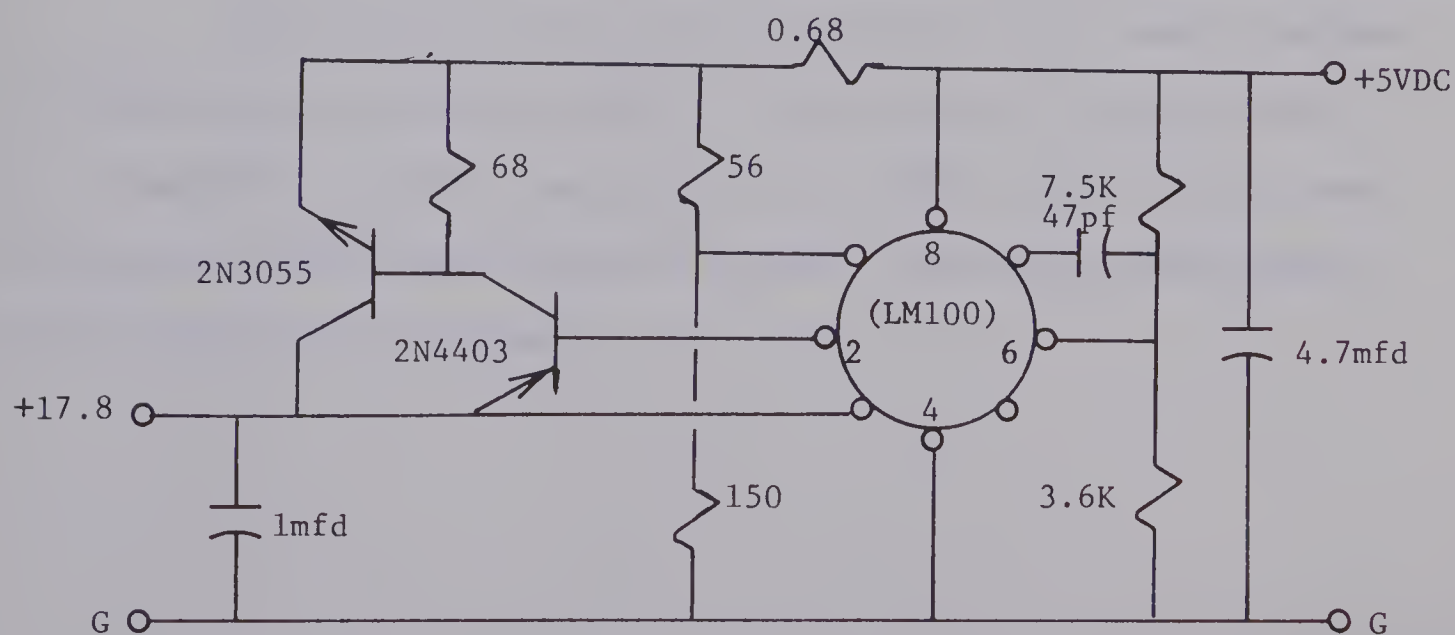 0.68
+5VDC
68
56
7.5K
47pf
8
2N3055
(LM100)
2N4403
2
6
4.7mfd
+17.8
4
150
3.6K
1mfd
G
G